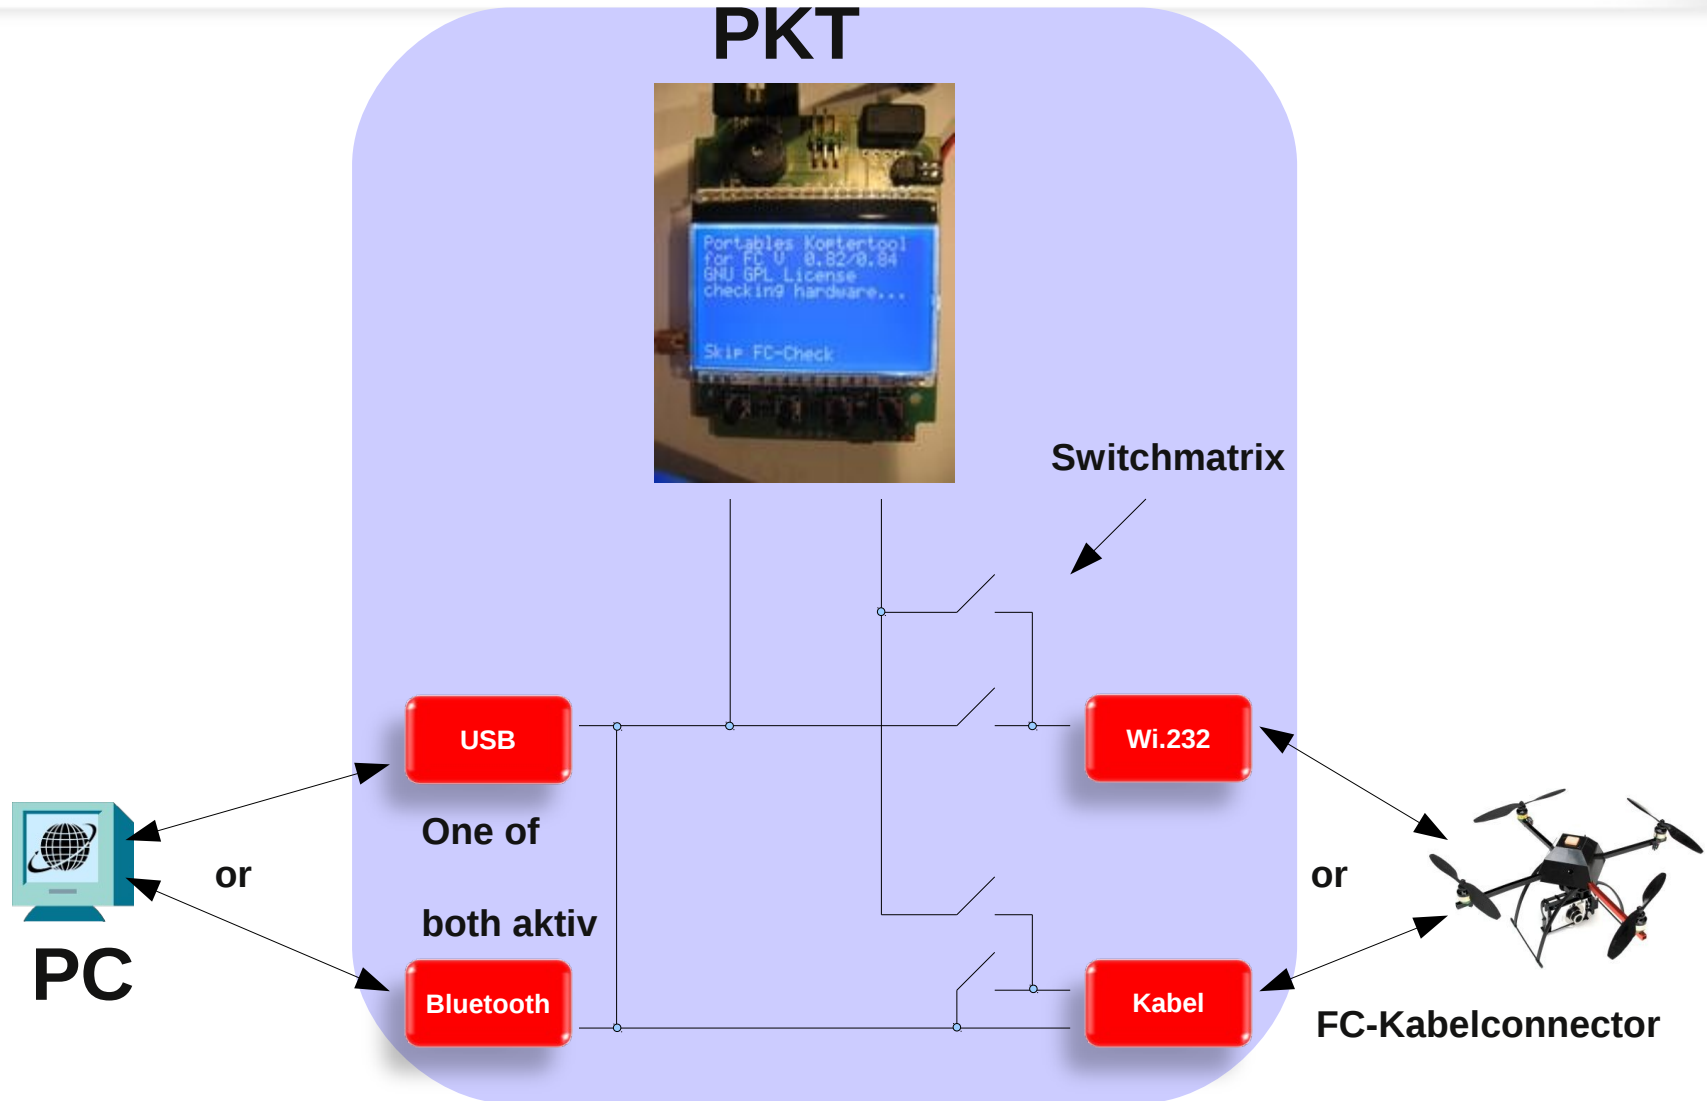 PKT
Portables Koptertool
for FC V 0.82/0.84
GNU GPL License
checking hardware...
Skip FC-Check
Switchmatrix
USB
Wi.232
One of
or
or
both aktiv
PC
Bluetooth
Kabel
FC-Kabelconnector